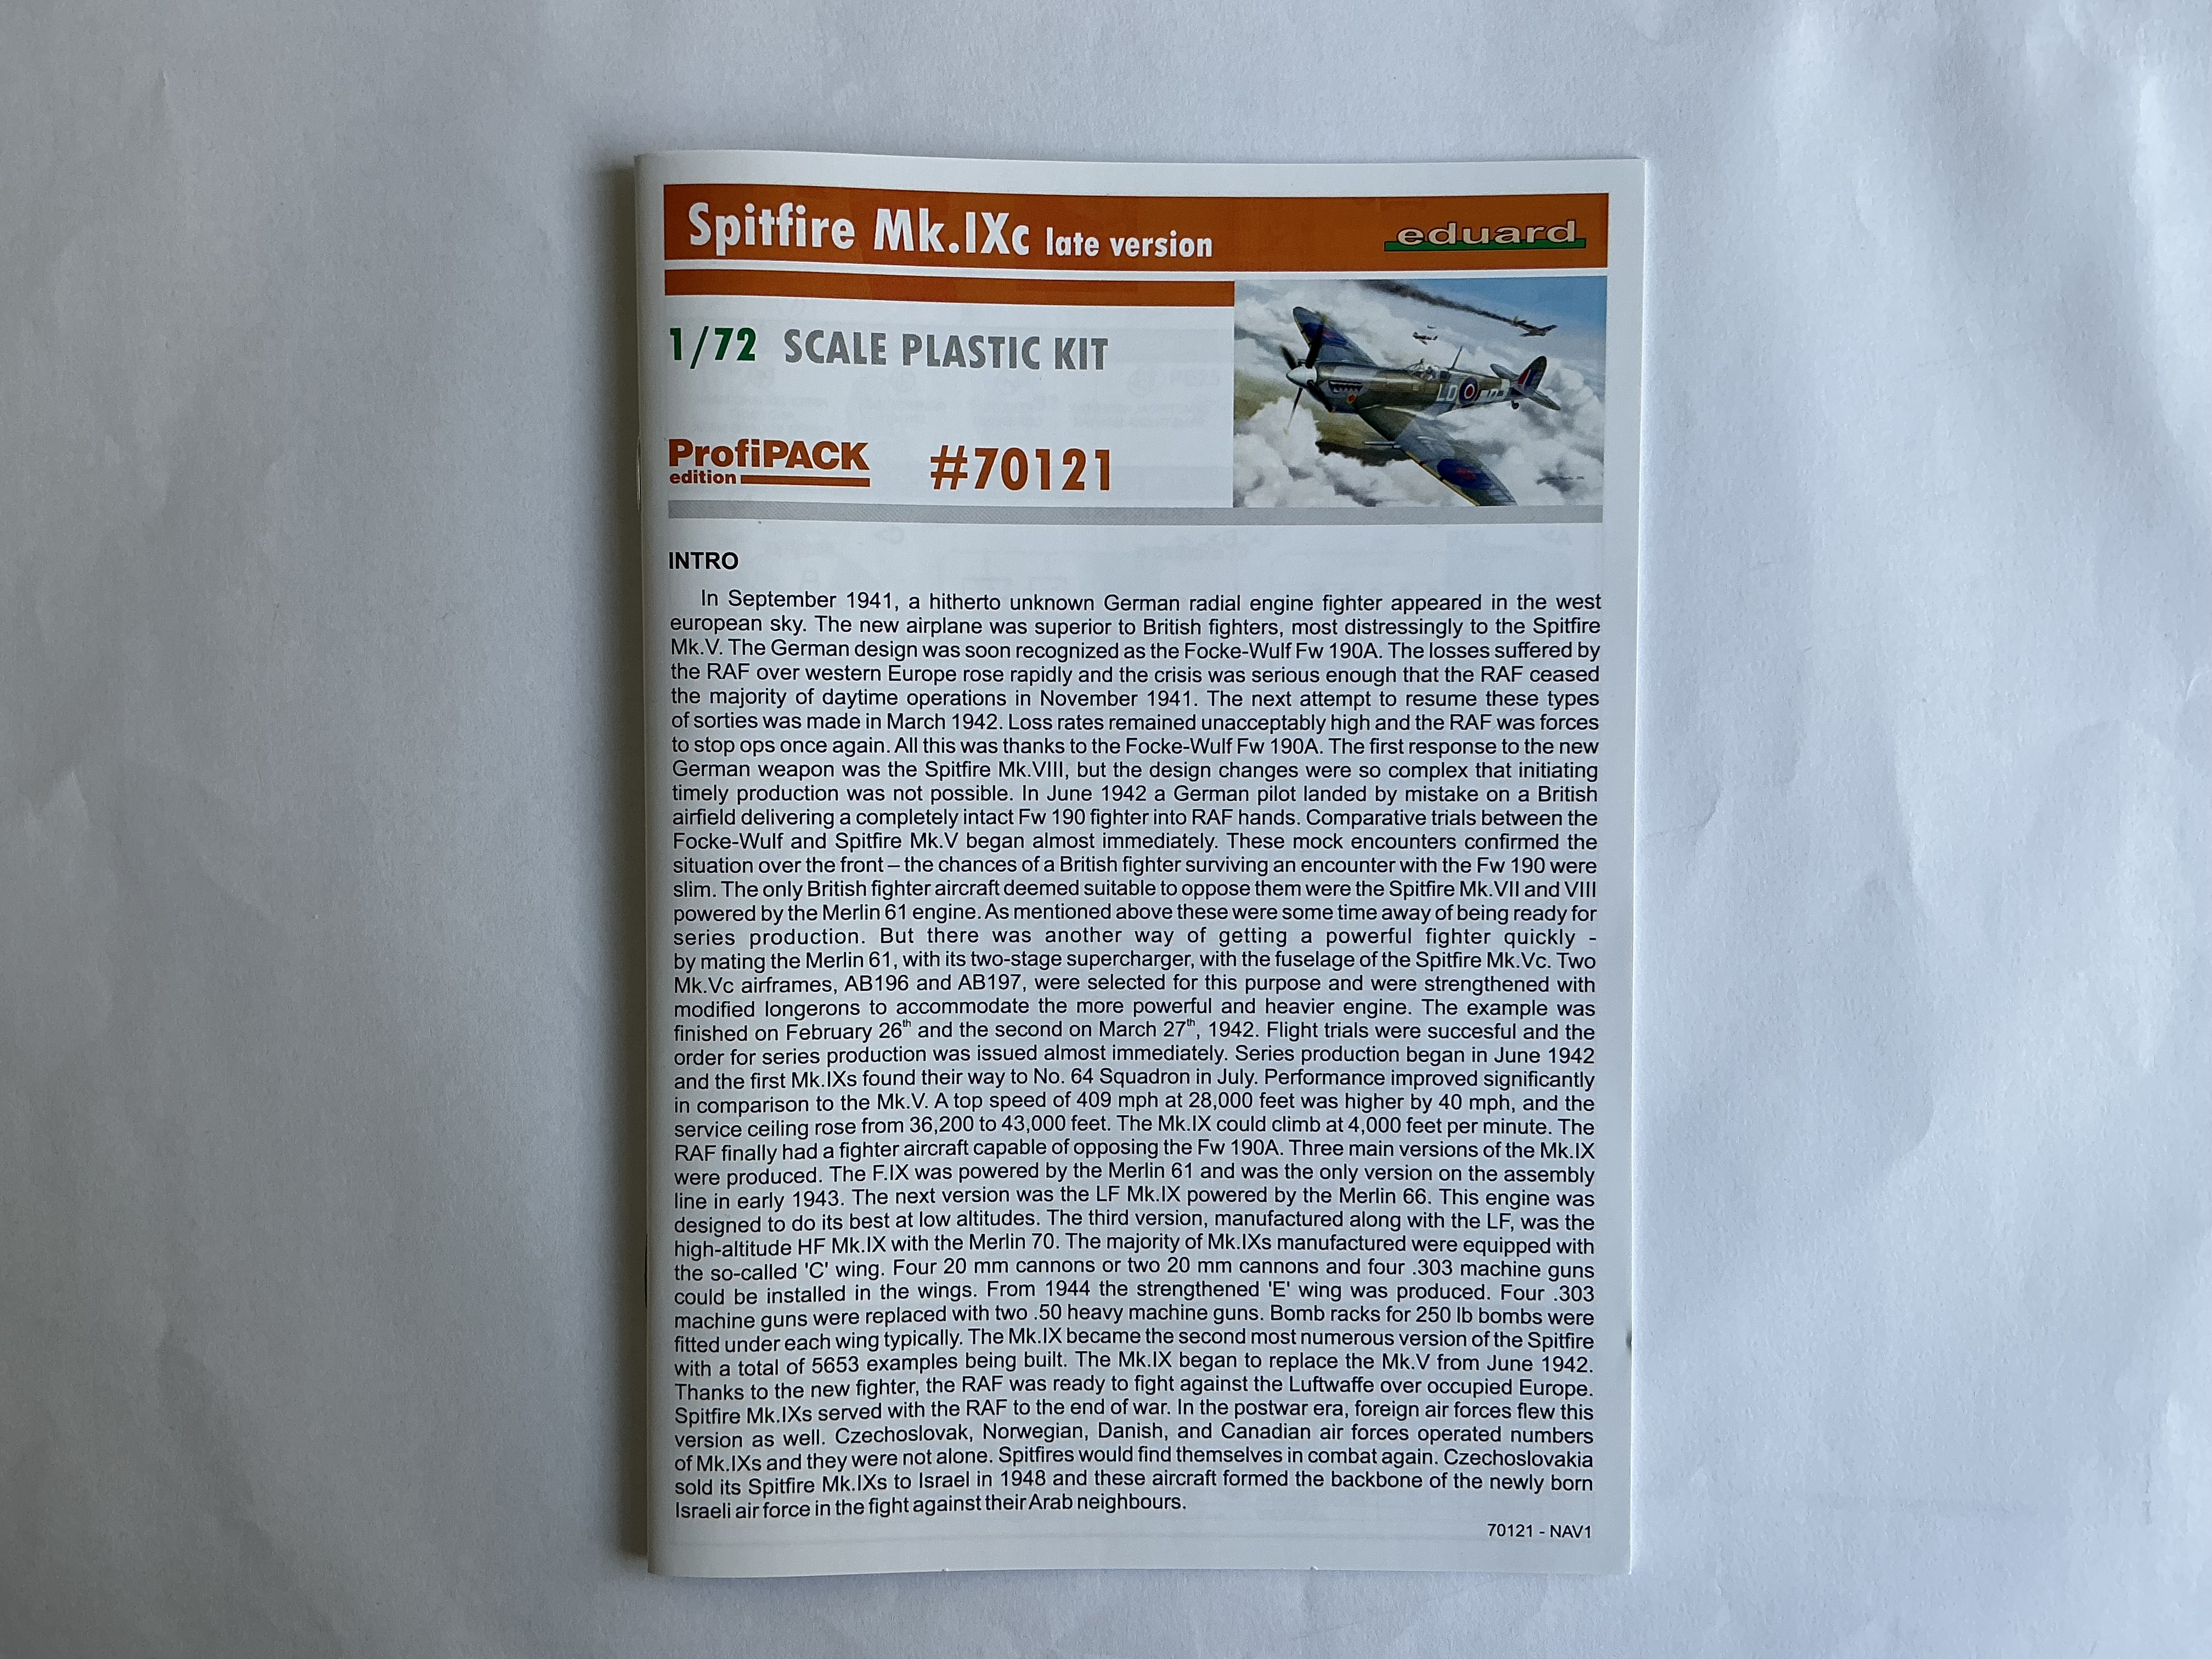 Spitfire Mk.IXc late version
eduard
1/72 SCALE PLASTIC KIT
ProfiPACK
edition
#70121
INTRO
In September 1941, a hitherto unknown German radial engine fighter appeared in the west
european sky. The new airplane was superior to British fighters, most distressingly to the Spitfire
Mk.V. The German design was soon recognized as the Focke-Wulf Fw 190A. The losses suffered by
the RAF over western Europe rose rapidly and the crisis was serious enough that the RAF ceased
the majority of daytime operations in November 1941. The next attempt to resume these types
of sorties was made in March 1942. Loss rates remained unacceptably high and the RAF was forces
to stop ops once again. All this was thanks to the Focke-Wulf Fw 190A. The first response to the new
German weapon was the Spitfire Mk.VIII, but the design changes were so complex that initiating
timely production was not possible. In June 1942 a German pilot landed by mistake on a British
airfield delivering a completely intact Fw 190 fighter into RAF hands. Comparative trials between the
Focke-Wulf and Spitfire Mk.V began almost immediately. These mock encounters confirmed the
situation over the front – the chances of a British fighter surviving an encounter with the Fw 190 were
slim. The only British fighter aircraft deemed suitable to oppose them were the Spitfire Mk.VII and VIII
powered by the Merlin 61 engine. As mentioned above these were some time away of being ready for
series production. But there was another way of getting a powerful fighter quickly -
by mating the Merlin 61, with its two-stage supercharger, with the fuselage of the Spitfire Mk.Vc. Two
Mk.Vc airframes, AB196 and AB197, were selected for this purpose and were strengthened with
modified longerons to accommodate the more powerful and heavier engine. The example was
finished on February 26th and the second on March 27th, 1942. Flight trials were succesful and the
order for series production was issued almost immediately. Series production began in June 1942
and the first Mk.IXs found their way to No. 64 Squadron in July. Performance improved significantly
in comparison to the Mk.V. A top speed of 409 mph at 28,000 feet was higher by 40 mph, and the
service ceiling rose from 36,200 to 43,000 feet. The Mk.IX could climb at 4,000 feet per minute. The
RAF finally had a fighter aircraft capable of opposing the Fw 190A. Three main versions of the Mk.IX
were produced. The F.IX was powered by the Merlin 61 and was the only version on the assembly
line in early 1943. The next version was the LF Mk.IX powered by the Merlin 66. This engine was
designed to do its best at low altitudes. The third version, manufactured along with the LF, was the
high-altitude HF Mk.IX with the Merlin 70. The majority of Mk.IXs manufactured were equipped with
the so-called 'C' wing. Four 20 mm cannons or two 20 mm cannons and four .303 machine guns
could be installed in the wings. From 1944 the strengthened 'E' wing was produced. Four .303
machine guns were replaced with two .50 heavy machine guns. Bomb racks for 250 lb bombs were
fitted under each wing typically. The Mk.IX became the second most numerous version of the Spitfire
with a total of 5653 examples being built. The Mk.IX began to replace the Mk.V from June 1942.
Thanks to the new fighter, the RAF was ready to fight against the Luftwaffe over occupied Europe.
Spitfire Mk.IXs served with the RAF to the end of war. In the postwar era, foreign air forces flew this
version as well. Czechoslovak, Norwegian, Danish, and Canadian air forces operated numbers
of Mk.IXs and they were not alone. Spitfires would find themselves in combat again. Czechoslovakia
sold its Spitfire Mk.IXs to Israel in 1948 and these aircraft formed the backbone of the newly born
Israeli air force in the fight against their Arab neighbours.
70121 - NAV1